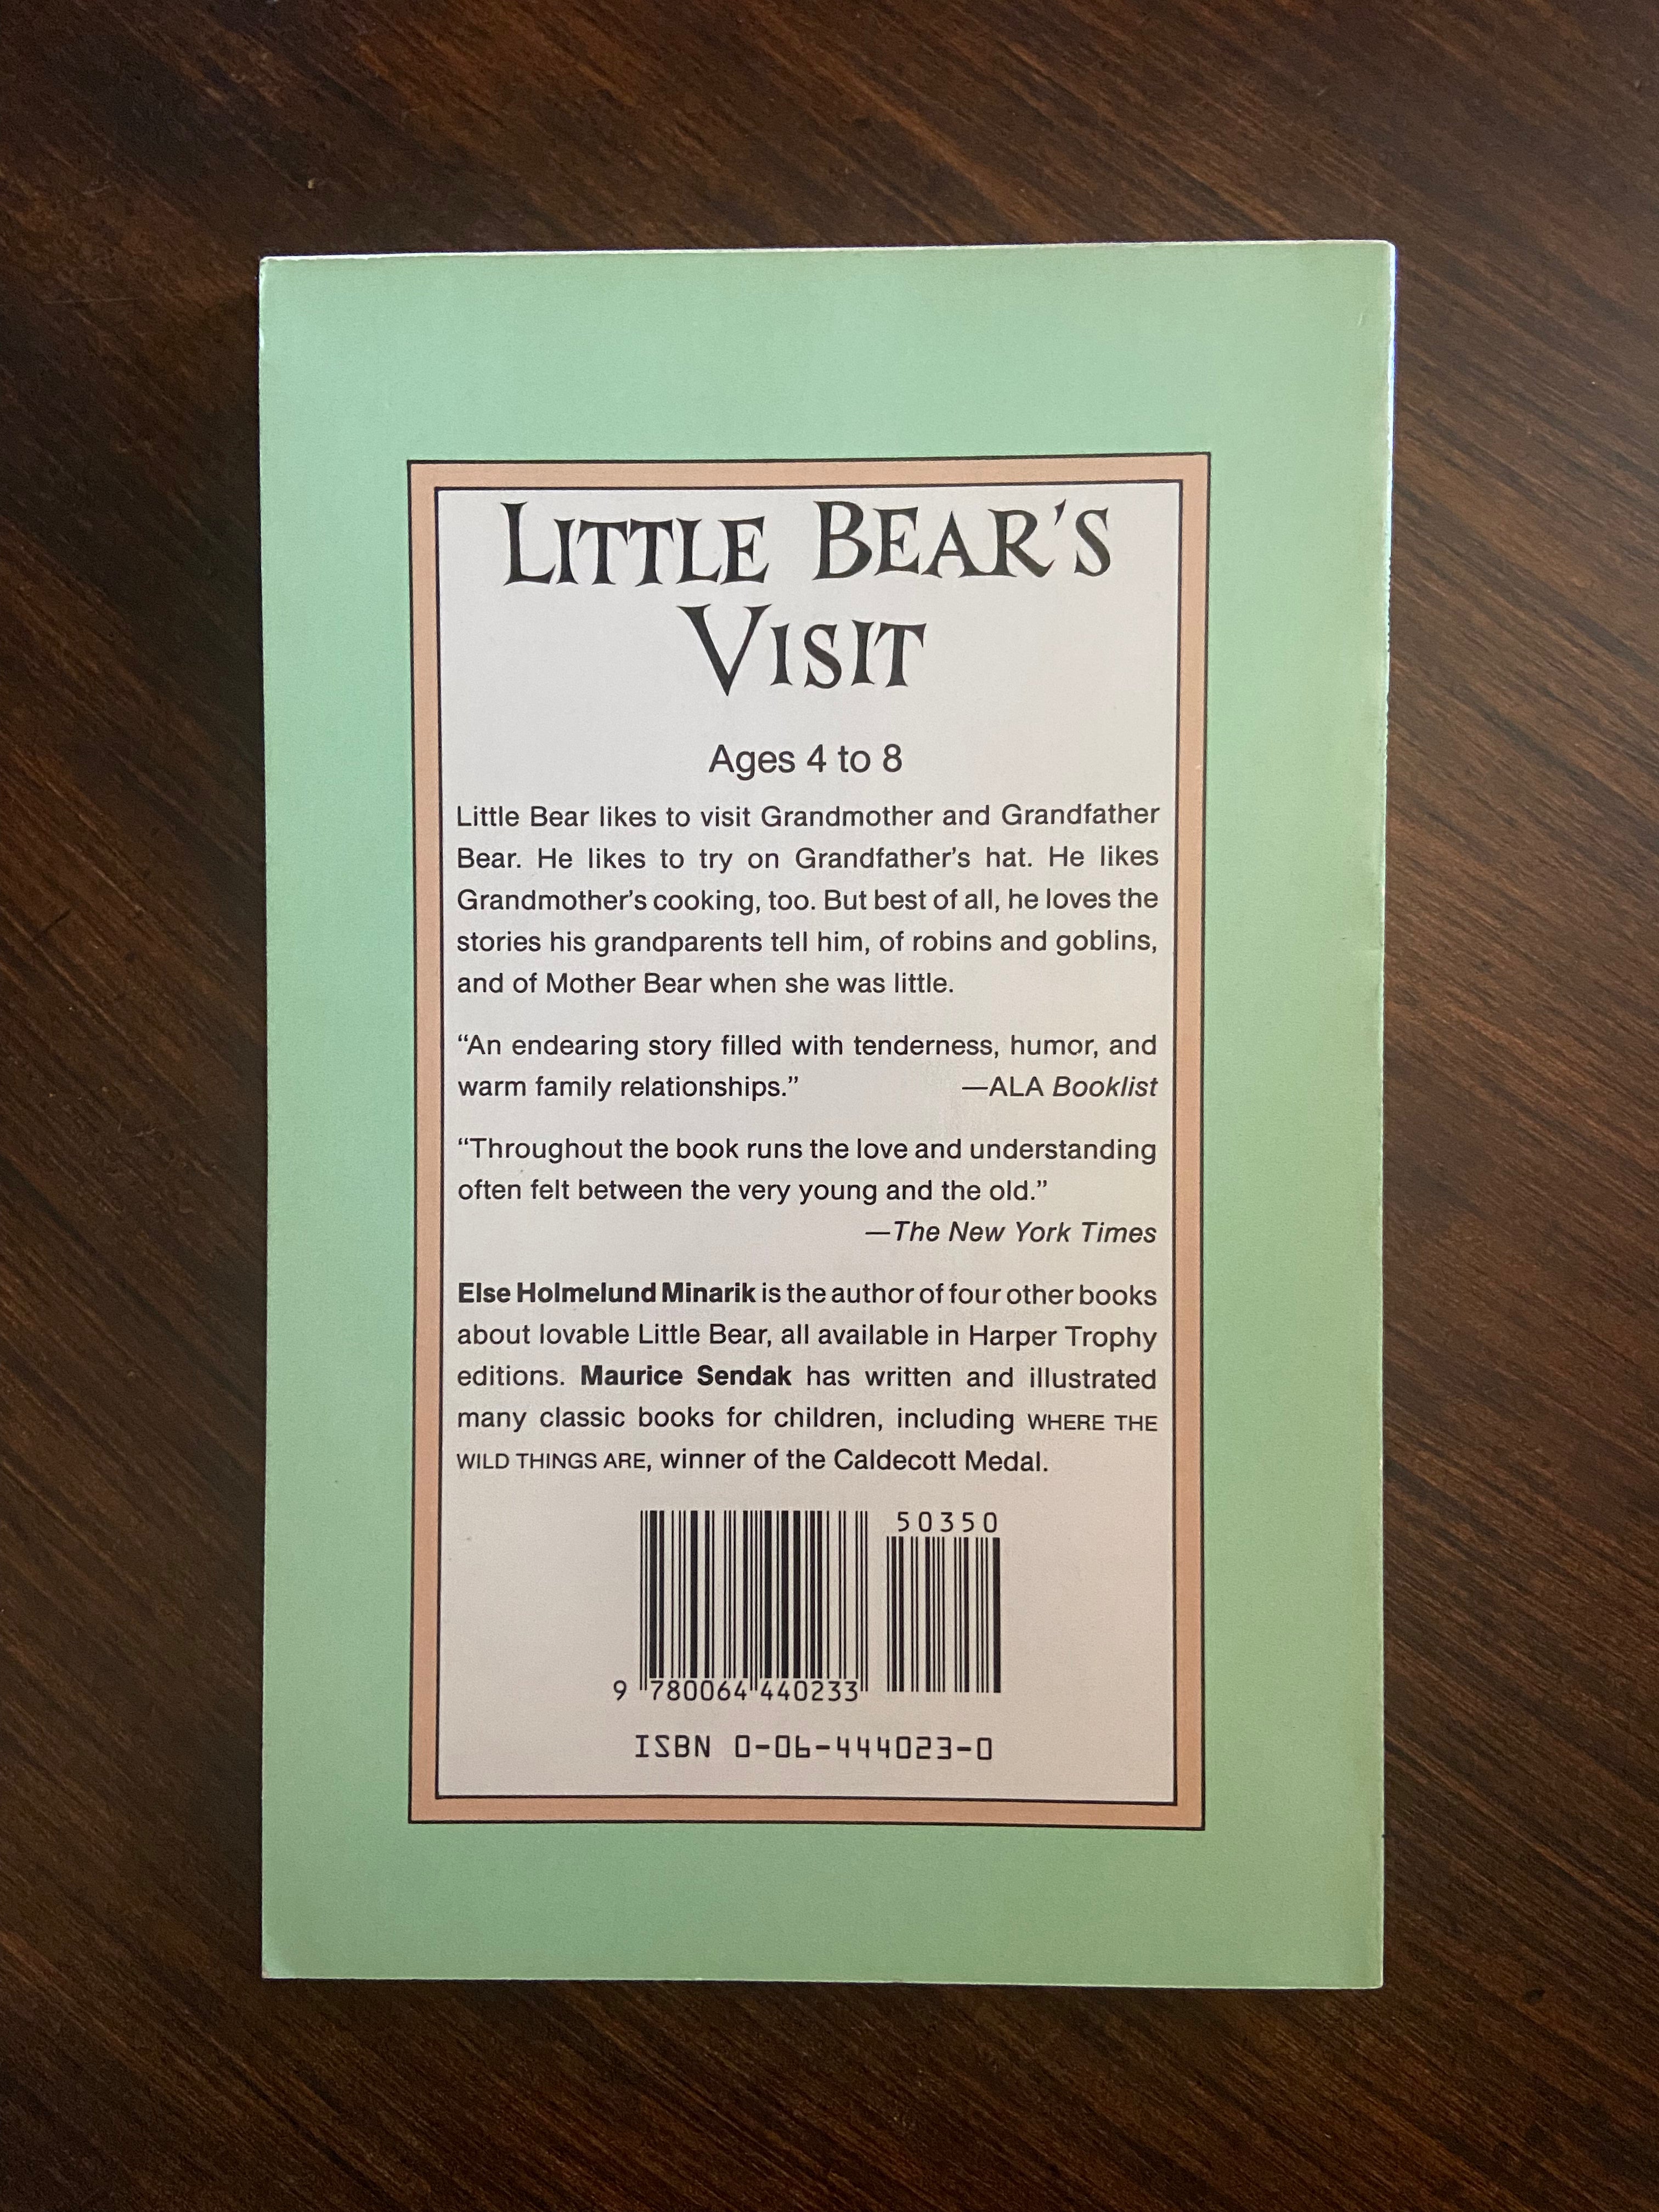 LITTLE BEAR'S
VISIT
Ages 4 to 8
Little Bear likes to visit Grandmother and Grandfather
Bear. He likes to try on Grandfather’s hat. He likes
Grandmother’s cooking, too. But best of all, he loves the
stories his grandparents tell him, of robins and goblins,
and of Mother Bear when she was little.
“An endearing story filled with tenderness, humor, and
warm family relationships.” —ALA Booklist
“Throughout the book runs the love and understanding
often felt between the very young and the old.”
—The New York Times
Else Holmelund Minarik is the author of four other books
about lovable Little Bear, all available in Harper Trophy
editions. Maurice Sendak has written and illustrated
many classic books for children, including WHERE THE
WILD THINGS ARE, winner of the Caldecott Medal.
50350
9 780064 440233
ISBN 0-06-444023-0